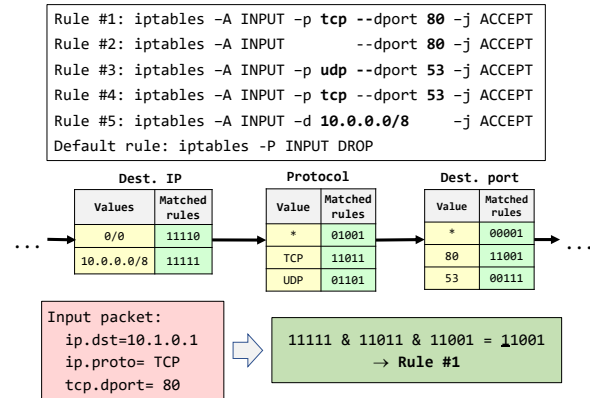 Rule #1: iptables –A INPUT –p tcp --dport 80 –j ACCEPT
Rule #2: iptables –A INPUT --dport 80 –j ACCEPT
Rule #3: iptables –A INPUT –p udp --dport 53 –j ACCEPT
Rule #4: iptables –A INPUT –p tcp --dport 53 –j ACCEPT
Rule #5: iptables –A INPUT –d 10.0.0.0/8 –j ACCEPT
Default rule: iptables -P INPUT DROP
Dest. IP Protocol Dest. port
Values Matched rules Value Matched rules Value Matched rules
... 0/0 11110 * 01001 * 00001 ...
10.0.0.0/8 11111 TCP 11011 80 11001
UDP 01101 53 00111
Input packet:
ip.dst=10.1.0.1
ip.proto= TCP
tcp.dport= 80
11111 & 11011 & 11001 = 11001
→ Rule #1